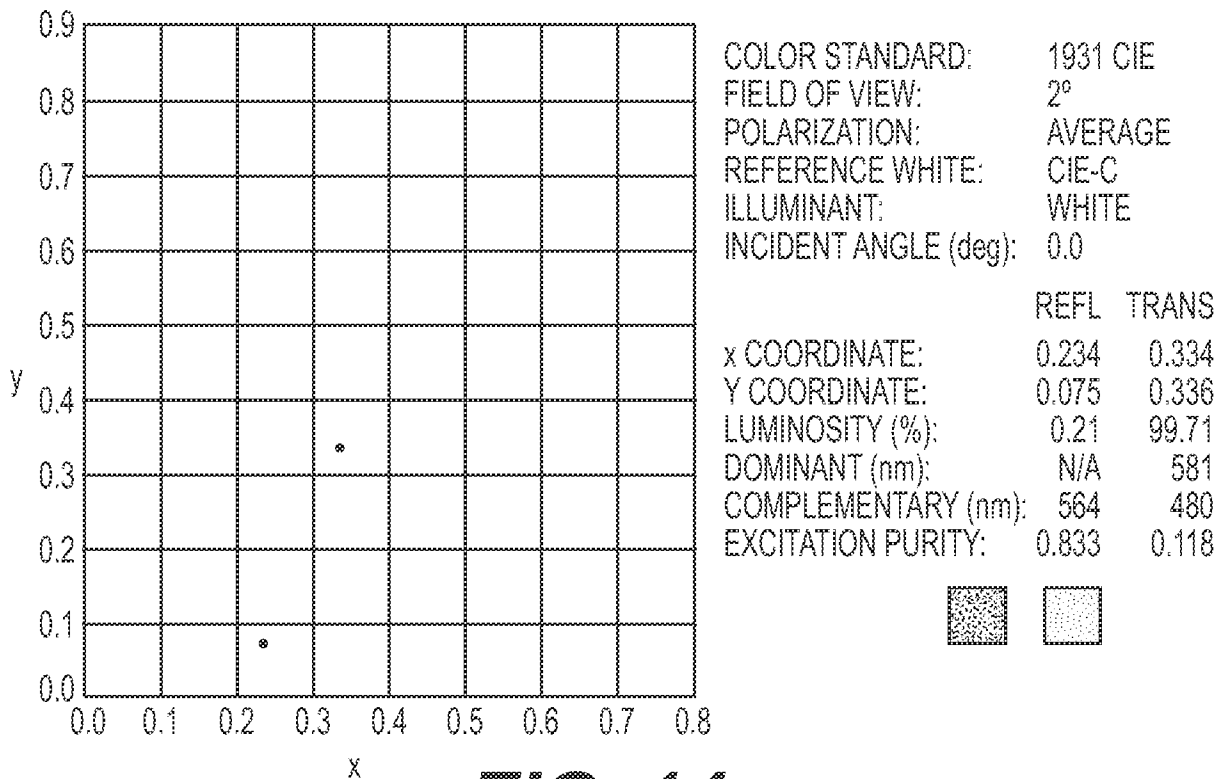 0.9
0.8
0.7
0.6
0.5
y
0.4
0.3
0.2
0.1
0.0
0.0 0.1 0.2 0.3 0.4 0.5 0.6 0.7 0.8
x
COLOR STANDARD: 1931 CIE
FIELD OF VIEW: 2º
POLARIZATION: AVERAGE
REFERENCE WHITE: CIE-C
ILLUMINANT: WHITE
INCIDENT ANGLE (deg): 0.0
REFL TRANS
x COORDINATE: 0.234 0.334
Y COORDINATE: 0.075 0.336
LUMINOSITY (%): 0.21 99.71
DOMINANT (nm): N/A 581
COMPLEMENTARY (nm): 564 480
EXCITATION PURITY: 0.833 0.118